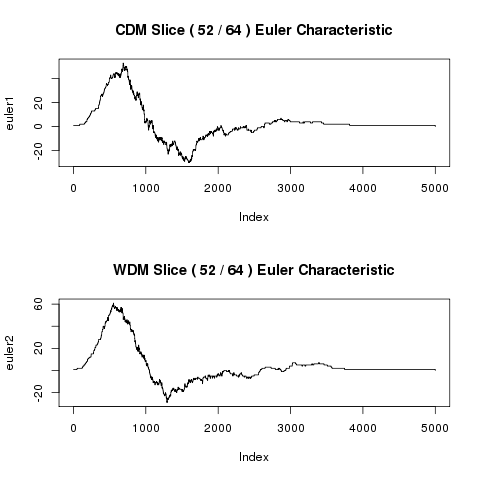 CDM Slice ( 52 / 64 ) Euler Characteristic
euler1
20
0
-20
0 1000 2000 3000 4000 5000
Index
WDM Slice ( 52 / 64 ) Euler Characteristic
euler2
60
20
-20
0 1000 2000 3000 4000 5000
Index